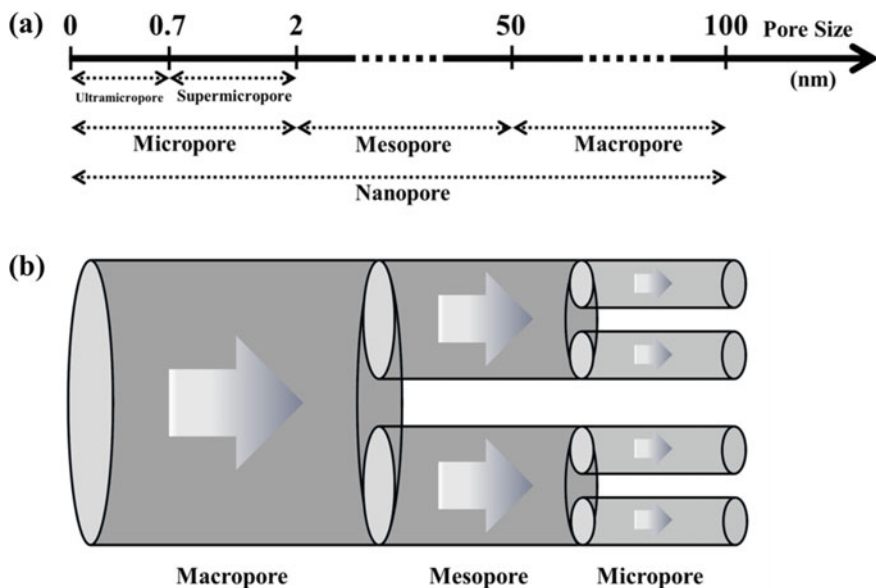 (a)
0 0.7 2 50 100 Pore Size
(nm)
Ultramicropore Supermicropore
Micropore Mesopore Macropore
Nanopore
(b)
Macropore Mesopore Micropore